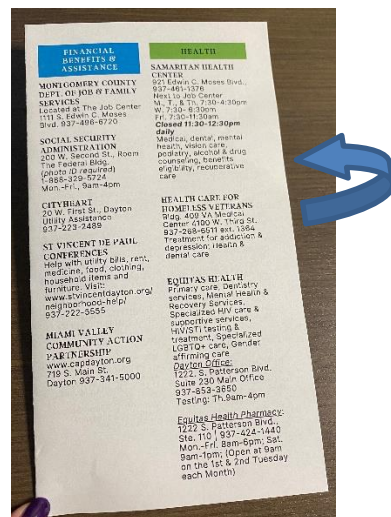 FINANCIAL
BENEFITS &
ASSISTANCE
MONTGOMERY COUNTY
DEPT. OF JOB & FAMILY
SERVICES
Located at The Job Center
1111 S. Edwin C. Moses
Blvd. 937-496-6720
SOCIAL SECURITY
ADMINISTRATION
200 W. Second St., Room
The Federal Bldg.
(photo ID required)
1-888-329-5724
Mon.-Fri., 9am-4pm
CITYHEART
20 W. First St., Dayton
Utility Assistance
937-223-2489
ST VINCENT DE PAUL
CONFERENCES
Help with utility bills, rent,
medicine, food, clothing,
household items and
furniture. Visit:
www.stvincentdayton.org/
neighborhood-help/
937-222-5555
MIAMI VALLEY
COMMUNITY ACTION
PARTNERSHIP
www.capdayton.org
719 S. Main St.
Dayton 937-341-5000
HEALTH
SAMARITAN HEALTH
CENTER
921 Edwin C. Moses Blvd.,
937-461-1376
Next to Job Center
M., T., & Th. 7:30-4:30pm
W. 7:30-6:30pm
Fri. 7:30-11:30am
Closed 11:30-12:30pm
daily
Medical, dental, mental
health, vision care,
podiatry, alcohol & drug
counseling, benefits
eligibility, recuperative
care
HEALTH CARE FOR
HOMELESS VETERANS
Bldg. 409 VA Medical
Center 4100 W. Third St.
937-268-6511 ext. 1364
Treatment for addiction &
depression; Health &
dental care
EQUITAS HEALTH
Primary care, Dentistry
services, Mental Health &
Recovery Services,
Specialized HIV care &
supportive services,
HIV/STI testing &
treatment, Specialized
LGBTQ+ care, Gender
affirming care
Dayton Office:
1222. S. Patterson Blvd.
Suite 230 Main Office
937-853-3650
Testing: Th.9am-4pm
Equitas Health Pharmacy:
1222 S. Patterson Blvd.,
Ste. 110 937-424-1440
Mon.-Fri. 8am-6pm; Sat.
9am-1pm; (Open at 9am
on the 1st & 2nd Tuesday
each Month)